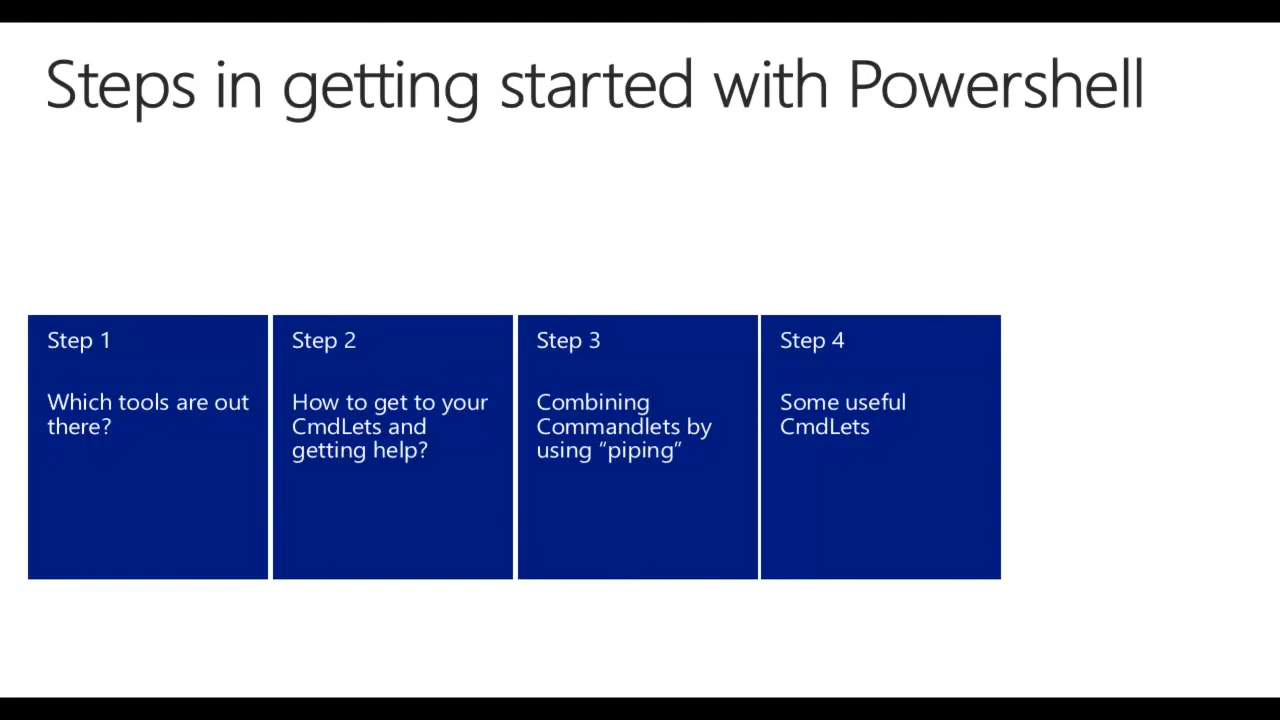 Steps in getting started with Powershell
Step 1
Which tools are out
there?
Step 2
How to get to your
CmdLets and
getting help?
Step 3
Combining
Commandlets by
using “piping”
Step 4
Some useful
CmdLets